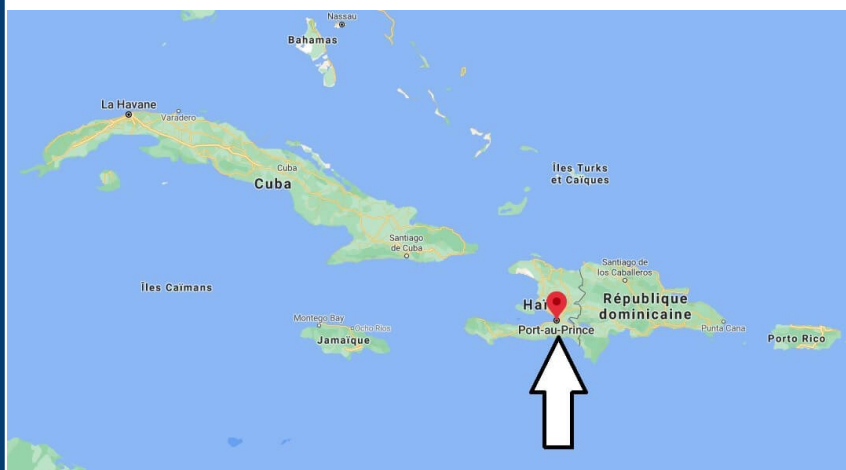 Nassau
Bahamas
La Havane
Varadero
Cuba
Cuba
Îles Turks
et Caïques
Santiago
de Cuba
Îles Caïmans
Santiago de
los Caballeros
Haï
République
dominicaine
Port-au-Prince
Punta Cana
Montego Bay
Ocho Rios
Jamaïque
Porto Rico